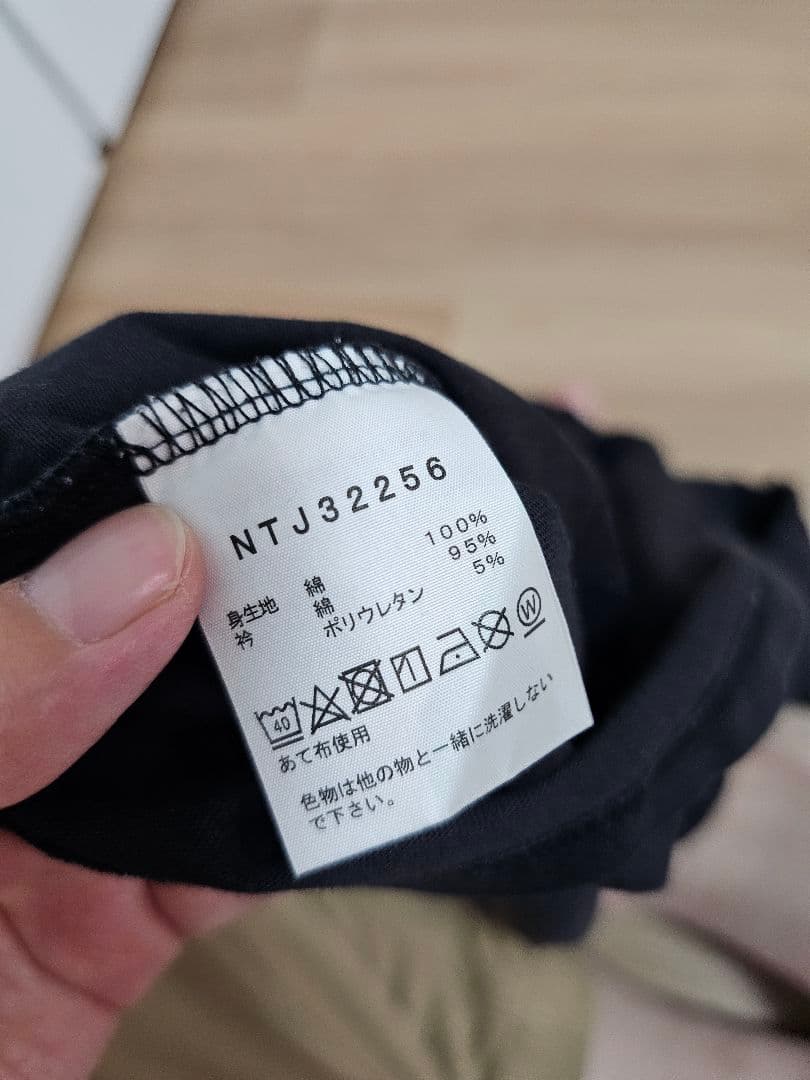 NTJ32256
身生地 綿 100%
衿 綿 95%
ポリウレタン 5%
40 W
あて布使用
色物は他の物と一緒に洗濯しない
で下さい。